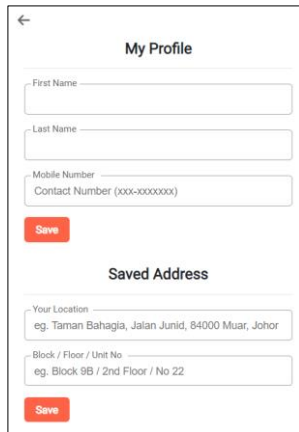 My Profile
First Name
Last Name
Mobile Number
Contact Number (xxx-xxxxxxx)
Save
Saved Address
Your Location
eg. Taman Bahagia, Jalan Junid, 84000 Muar, Johor
Block / Floor / Unit No
eg. Block 9B / 2nd Floor / No 22
Save